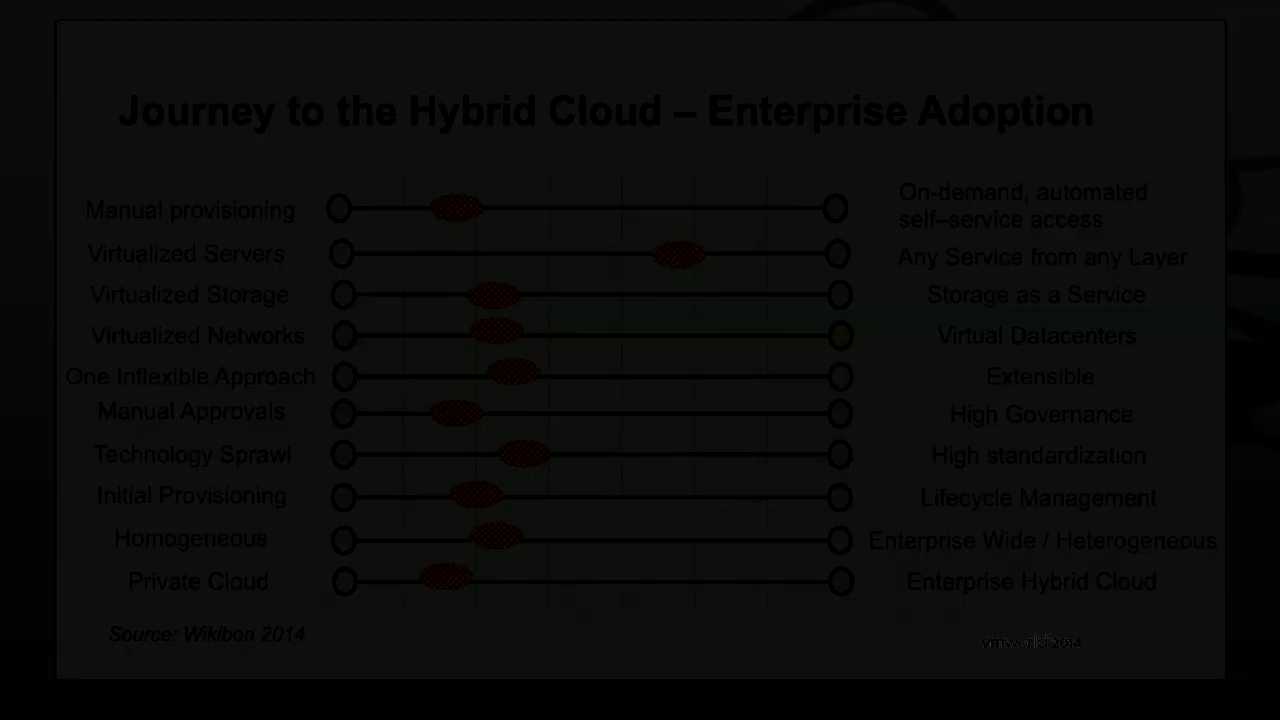 Journey to the Hybrid Cloud – Enterprise Adoption
Manual provisioning
On-demand, automated
self–service access
Virtualized Servers
Any Service from any Layer
Virtualized Storage
Storage as a Service
Virtualized Networks
Virtual Datacenters
One Inflexible Approach
Extensible
Manual Approvals
High Governance
Technology Sprawl
High standardization
Initial Provisioning
Lifecycle Management
Homogeneous
Enterprise Wide / Heterogeneous
Private Cloud
Enterprise Hybrid Cloud
Source: Wikibon 2014
vmworld 2014